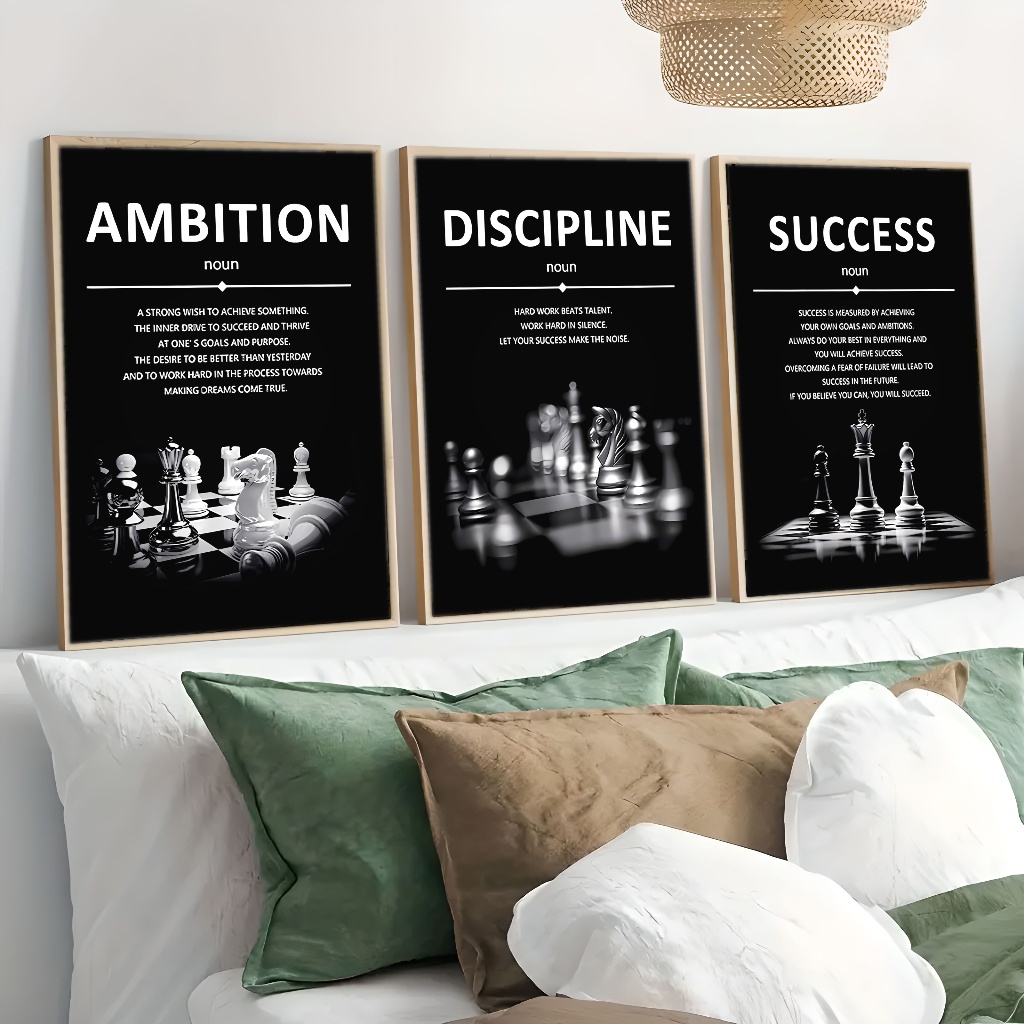 AMBITION
noun
A STRONG WISH TO ACHIEVE SOMETHING.
THE INNER DRIVE TO SUCCEED AND THRIVE
AT ONE' S GOALS AND PURPOSE.
THE DESIRE TO BE BETTER THAN YESTERDAY
AND TO WORK HARD IN THE PROCESS TOWARDS
MAKING DREAMS COME TRUE.
DISCIPLINE
noun
HARD WORK BEATS TALENT.
WORK HARD IN SILENCE.
LET YOUR SUCCESS MAKE THE NOISE.
SUCCESS
noun
SUCCESS IS MEASURED BY ACHIEVING
YOUR OWN GOALS AND AMBITIONS.
ALWAYS DO YOUR BEST IN EVERYTHING AND
YOU WILL ACHIEVE SUCCESS.
OVERCOMING A FEAR OF FAILURE WILL LEAD TO
SUCCESS IN THE FUTURE.
IF YOU BELIEVE YOU CAN, YOU WILL SUCCEED.